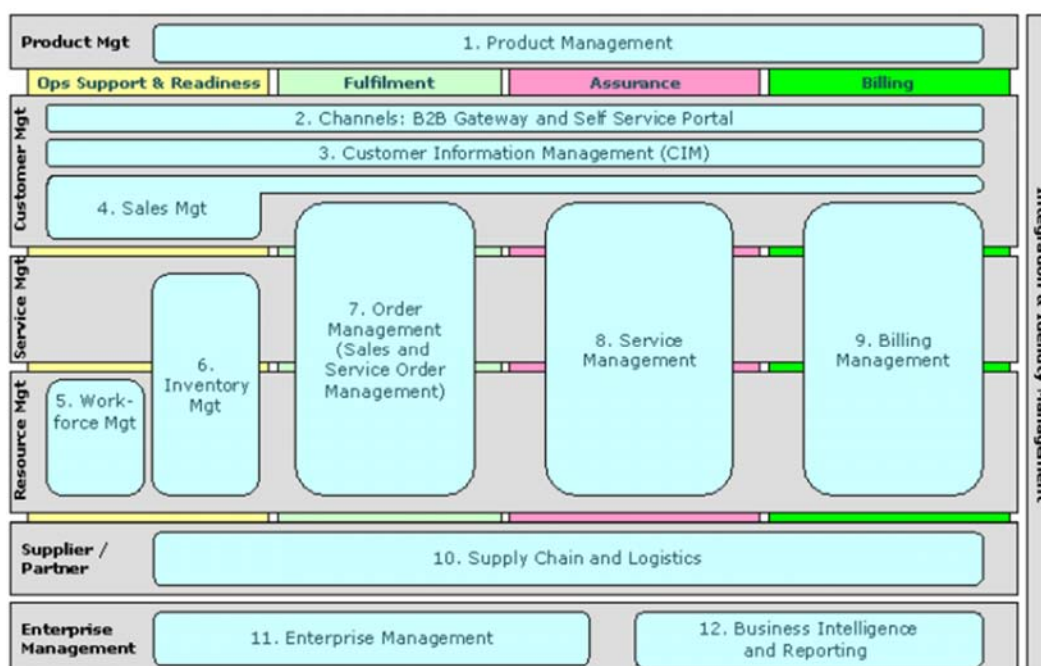 Product Mgt
1. Product Management
Ops Support & Readiness
Fulfilment
Assurance
Billing
Customer Mgt
2. Channels: B2B Gateway and Self Service Portal
3. Customer Information Management (CIM)
4. Sales Mgt
Service Mgt
Resource Mgt
5. Work-
force Mgt
6.
Inventory
Mgt
7. Order
Management
(Sales and
Service Order
Management)
8. Service
Management
9. Billing
Management
Supplier /
Partner
10. Supply Chain and Logistics
Enterprise
Management
11. Enterprise Management
12. Business Intelligence
and Reporting
Management